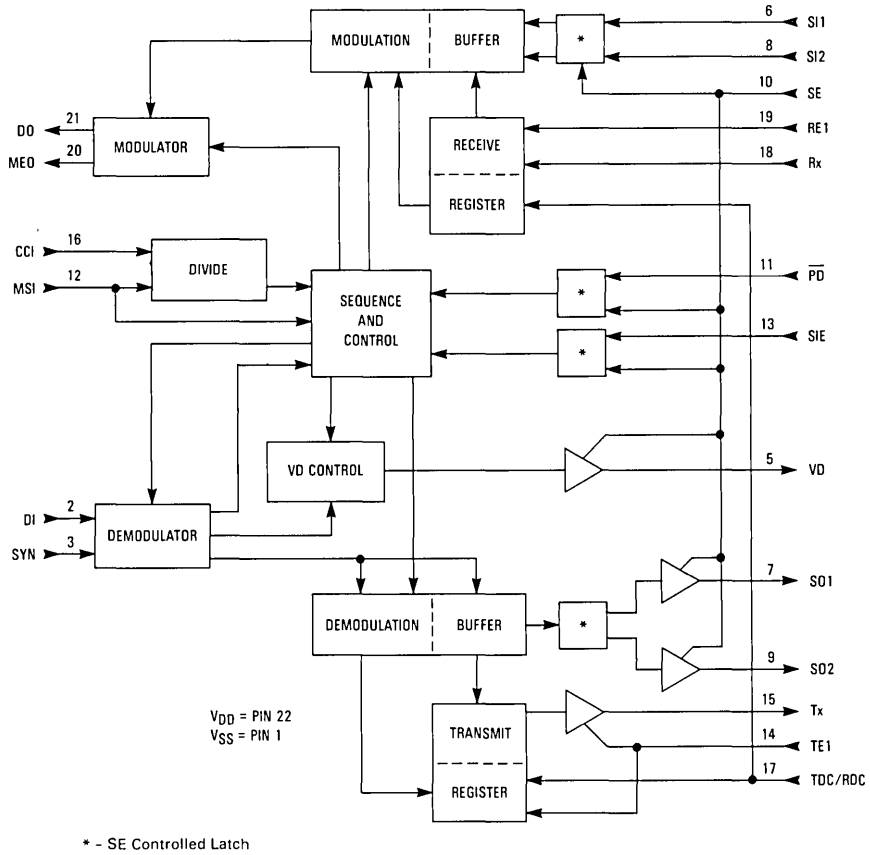 6
SI1
MODULATION
BUFFER
*
8
SI2
10
SE
21
DO
MODULATOR
20
MEO
19
RE1
RECEIVE
18
Rx
REGISTER
16
CCI
DIVIDE
12
MSI
SEQUENCE
AND
CONTROL
11
PD
*
13
SIE
*
VD CONTROL
5
VD
2
DI
DEMODULATOR
3
SYN
7
SO1
DEMODULATION
BUFFER
*
9
SO2
15
Tx
VDD = PIN 22
VSS = PIN 1
TRANSMIT
14
TE1
REGISTER
17
TDC/RDC
* - SE Controlled Latch